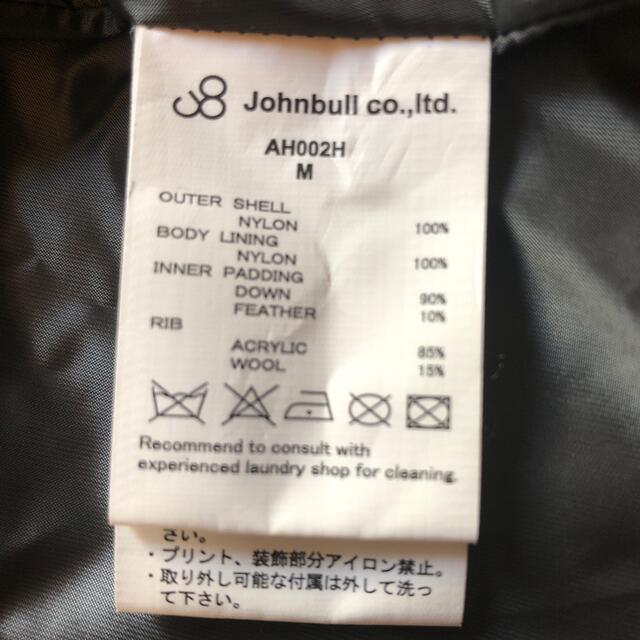 Johnbull co.,ltd.
AH002H
M
OUTER SHELL
NYLON 100%
BODY LINING
NYLON 100%
INNER PADDING
DOWN 90%
FEATHER 10%
RIB
ACRYLIC 85%
WOOL 15%
Recommend to consult with
experienced laundry shop for cleaning.
さい。
・プリント、装飾部分アイロン禁止。
・取り外し可能な付属は外して洗っ
て下さい。